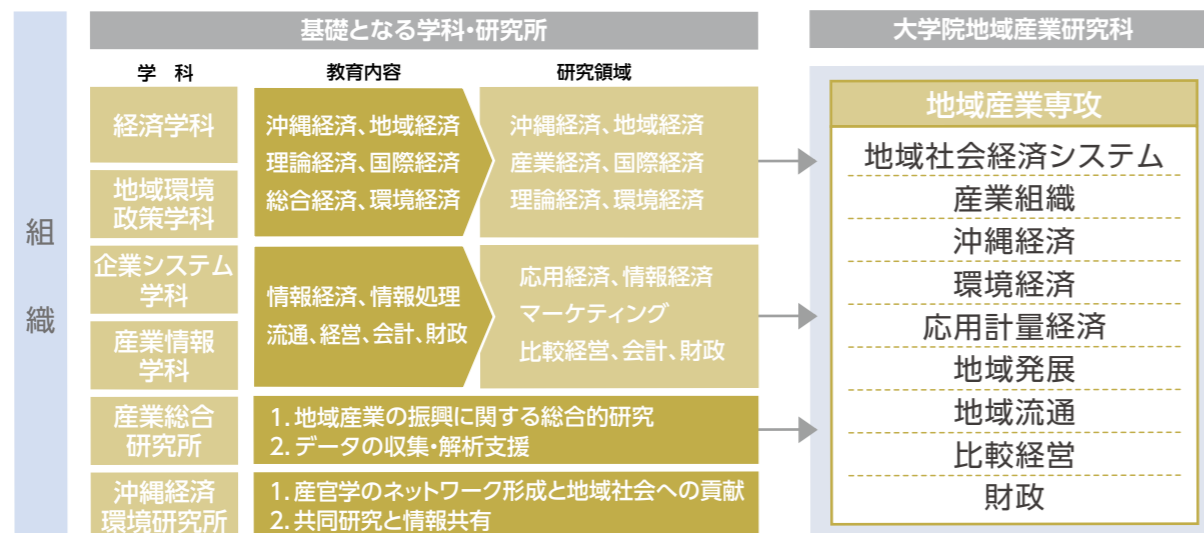 組織
基礎となる学科・研究所
学　科
教育内容
研究領域
経済学科
地域環境
政策学科
沖縄経済、地域経済
理論経済、国際経済
総合経済、環境経済
沖縄経済、地域経済
産業経済、国際経済
理論経済、環境経済
企業システム
学科
産業情報
学科
情報経済、情報処理
流通、経営、会計、財政
応用経済、情報経済
マーケティング
比較経営、会計、財政
産業総合
研究所
1. 地域産業の振興に関する総合的研究
2. データの収集・解析支援
沖縄経済
環境研究所
1. 産官学のネットワーク形成と地域社会への貢献
2. 共同研究と情報共有
大学院地域産業研究科
地域産業専攻
地域社会経済システム
産業組織
沖縄経済
環境経済
応用計量経済
地域発展
地域流通
比較経営
財政